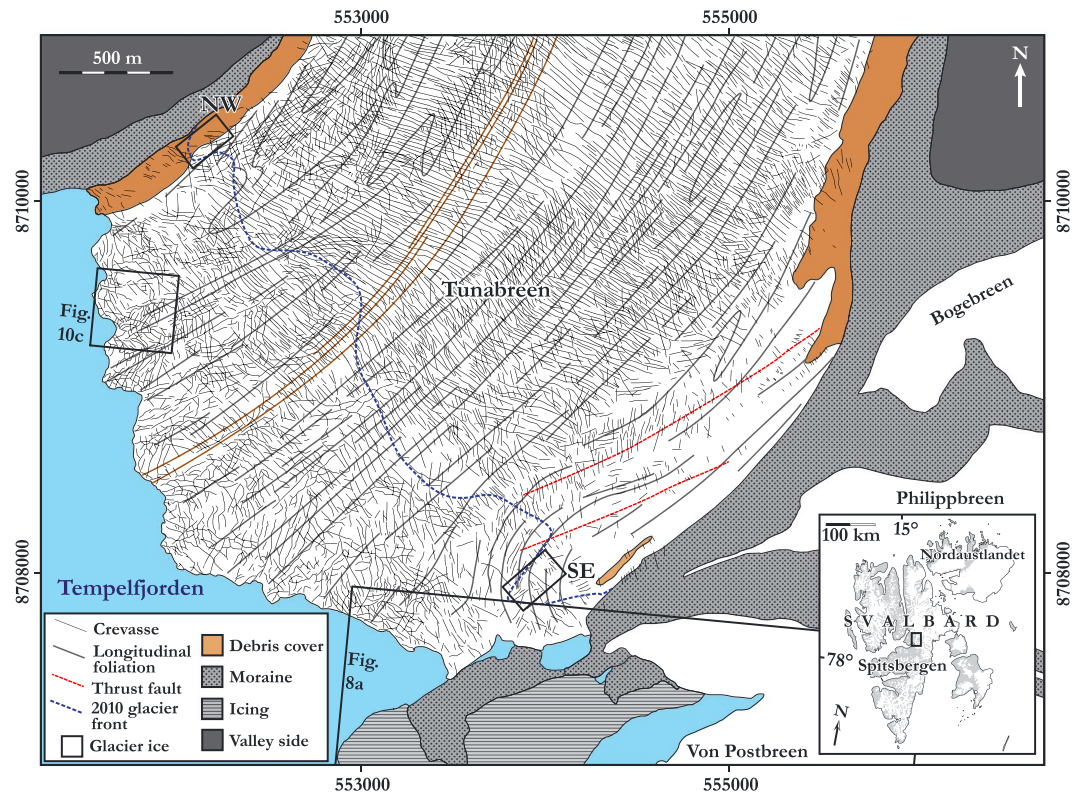 553000
555000
500 m
N
NW
8710000
8710000
Tunabreen
Bogebreen
Fig.
10c
Philippbreen
SE
8708000
8708000
Tempelfjorden
Fig.
8a
Von Postbreen
Crevasse
Longitudinal
foliation
Thrust fault
2010 glacier
front
Glacier ice
Debris cover
Moraine
Icing
Valley side
100 km
15°
Nordaustlandet
SVALBARD
78°
Spitsbergen
N
553000
555000